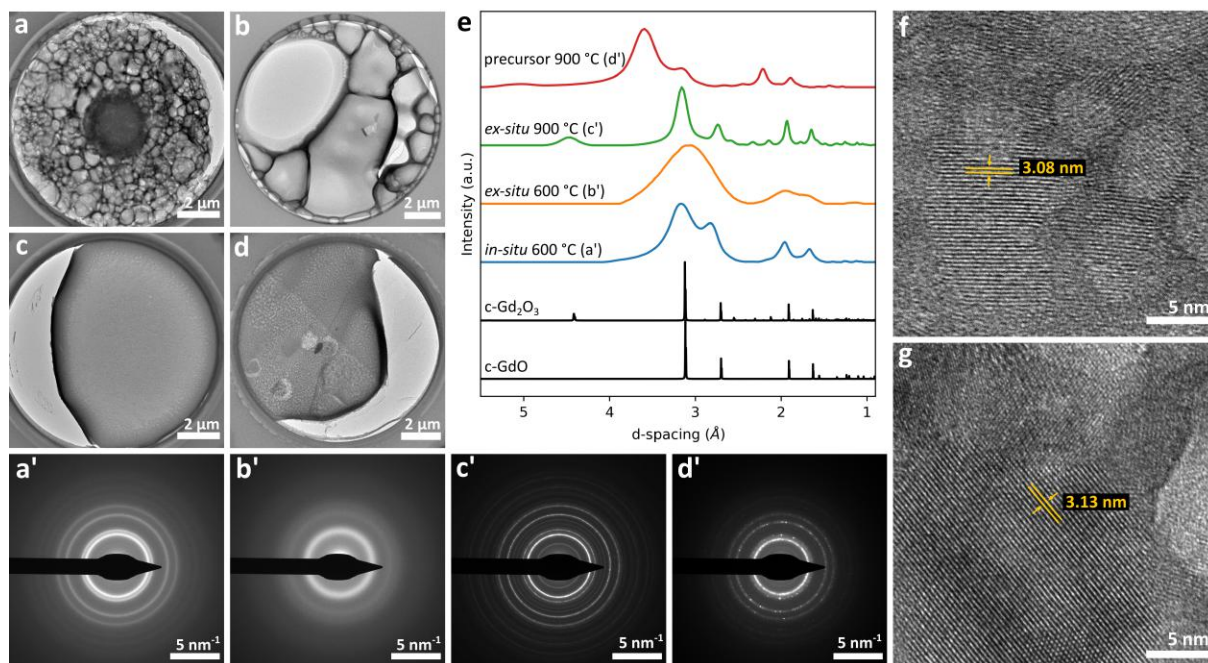 a
2 µm
b
2 µm
c
2 µm
d
2 µm
a'
5 nm-1
b'
5 nm-1
c'
5 nm-1
d'
5 nm-1
e
precursor 900 °C (d')
ex-situ 900 °C (c')
ex-situ 600 °C (b')
in-situ 600 °C (a')
c-Gd2O3
c-GdO
Intensity (a.u.)
5 4 3 2 1
d-spacing (Å)
f
3.08 nm
5 nm
g
3.13 nm
5 nm